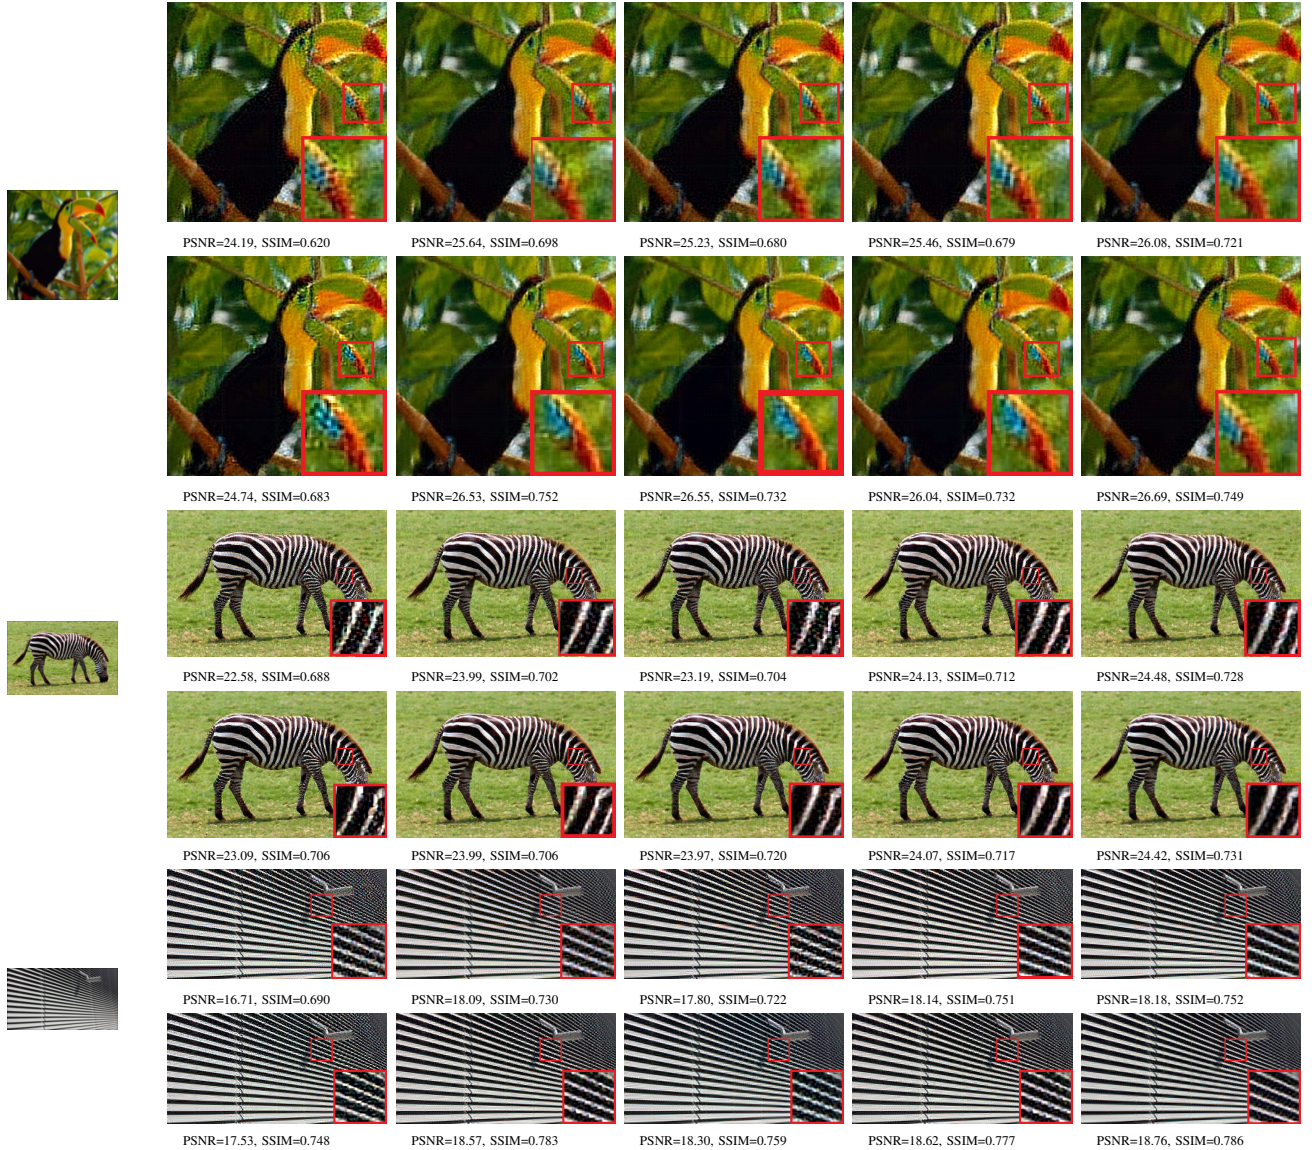 PSNR=24.19, SSIM=0.620 PSNR=25.64, SSIM=0.698 PSNR=25.23, SSIM=0.680 PSNR=25.46, SSIM=0.679 PSNR=26.08, SSIM=0.721
PSNR=24.74, SSIM=0.683 PSNR=26.53, SSIM=0.752 PSNR=26.55, SSIM=0.732 PSNR=26.04, SSIM=0.732 PSNR=26.69, SSIM=0.749
PSNR=22.58, SSIM=0.688 PSNR=23.99, SSIM=0.702 PSNR=23.19, SSIM=0.704 PSNR=24.13, SSIM=0.712 PSNR=24.48, SSIM=0.728
PSNR=23.09, SSIM=0.706 PSNR=23.99, SSIM=0.706 PSNR=23.97, SSIM=0.720 PSNR=24.07, SSIM=0.717 PSNR=24.42, SSIM=0.731
PSNR=16.71, SSIM=0.690 PSNR=18.09, SSIM=0.730 PSNR=17.80, SSIM=0.722 PSNR=18.14, SSIM=0.751 PSNR=18.18, SSIM=0.752
PSNR=17.53, SSIM=0.748 PSNR=18.57, SSIM=0.783 PSNR=18.30, SSIM=0.759 PSNR=18.62, SSIM=0.777 PSNR=18.76, SSIM=0.786